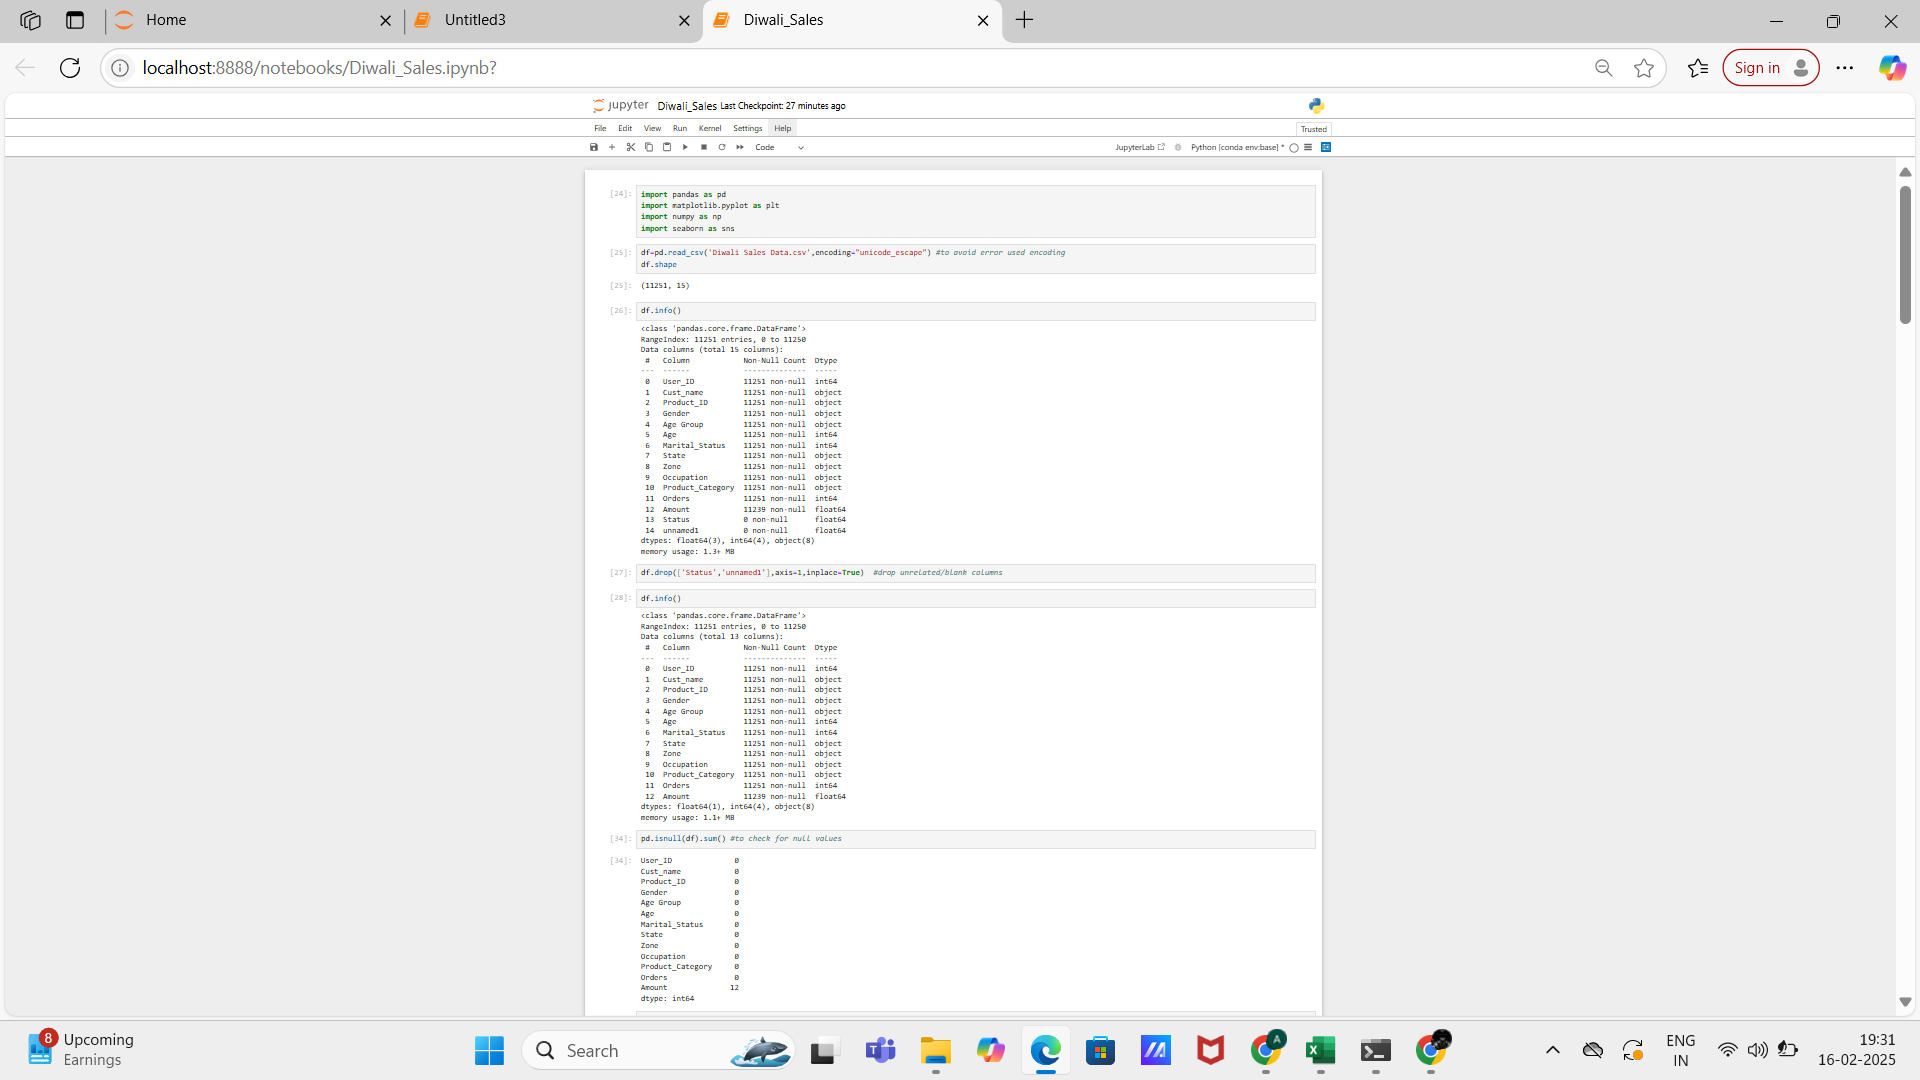 Home
Untitled3
Diwali_Sales
localhost:8888/notebooks/Diwali_Sales.ipynb?
Sign in
jupyter Diwali_Sales Last Checkpoint: 27 minutes ago
File Edit View Run Kernel Settings Help
Trusted
Code
JupyterLab
Python [conda env:base] *
[24]: import pandas as pd
import matplotlib.pyplot as plt
import numpy as np
import seaborn as sns
[25]: df=pd.read_csv('Diwali Sales Data.csv',encoding="unicode_escape") #to avoid error used encoding
df.shape
[25]: (11251, 15)
[26]: df.info()
<class 'pandas.core.frame.DataFrame'>
RangeIndex: 11251 entries, 0 to 11250
Data columns (total 15 columns):
# Column Non-Null Count Dtype
--- ------ -------------- -----
0 User_ID 11251 non-null int64
1 Cust_name 11251 non-null object
2 Product_ID 11251 non-null object
3 Gender 11251 non-null object
4 Age Group 11251 non-null object
5 Age 11251 non-null int64
6 Marital_Status 11251 non-null int64
7 State 11251 non-null object
8 Zone 11251 non-null object
9 Occupation 11251 non-null object
10 Product_Category 11251 non-null object
11 Orders 11251 non-null int64
12 Amount 11239 non-null float64
13 Status 0 non-null float64
14 unnamed1 0 non-null float64
dtypes: float64(3), int64(4), object(8)
memory usage: 1.3+ MB
[27]: df.drop(['Status','unnamed1'],axis=1,inplace=True) #drop unrelated/blank columns
[28]: df.info()
<class 'pandas.core.frame.DataFrame'>
RangeIndex: 11251 entries, 0 to 11250
Data columns (total 13 columns):
# Column Non-Null Count Dtype
--- ------ -------------- -----
0 User_ID 11251 non-null int64
1 Cust_name 11251 non-null object
2 Product_ID 11251 non-null object
3 Gender 11251 non-null object
4 Age Group 11251 non-null object
5 Age 11251 non-null int64
6 Marital_Status 11251 non-null int64
7 State 11251 non-null object
8 Zone 11251 non-null object
9 Occupation 11251 non-null object
10 Product_Category 11251 non-null object
11 Orders 11251 non-null int64
12 Amount 11239 non-null float64
dtypes: float64(1), int64(4), object(8)
memory usage: 1.1+ MB
[34]: pd.isnull(df).sum() #to check for null values
[34]: User_ID 0
Cust_name 0
Product_ID 0
Gender 0
Age Group 0
Age 0
Marital_Status 0
State 0
Zone 0
Occupation 0
Product_Category 0
Orders 0
Amount 12
dtype: int64
8
Upcoming
Earnings
Search
A
ENG
IN
19:31
16-02-2025